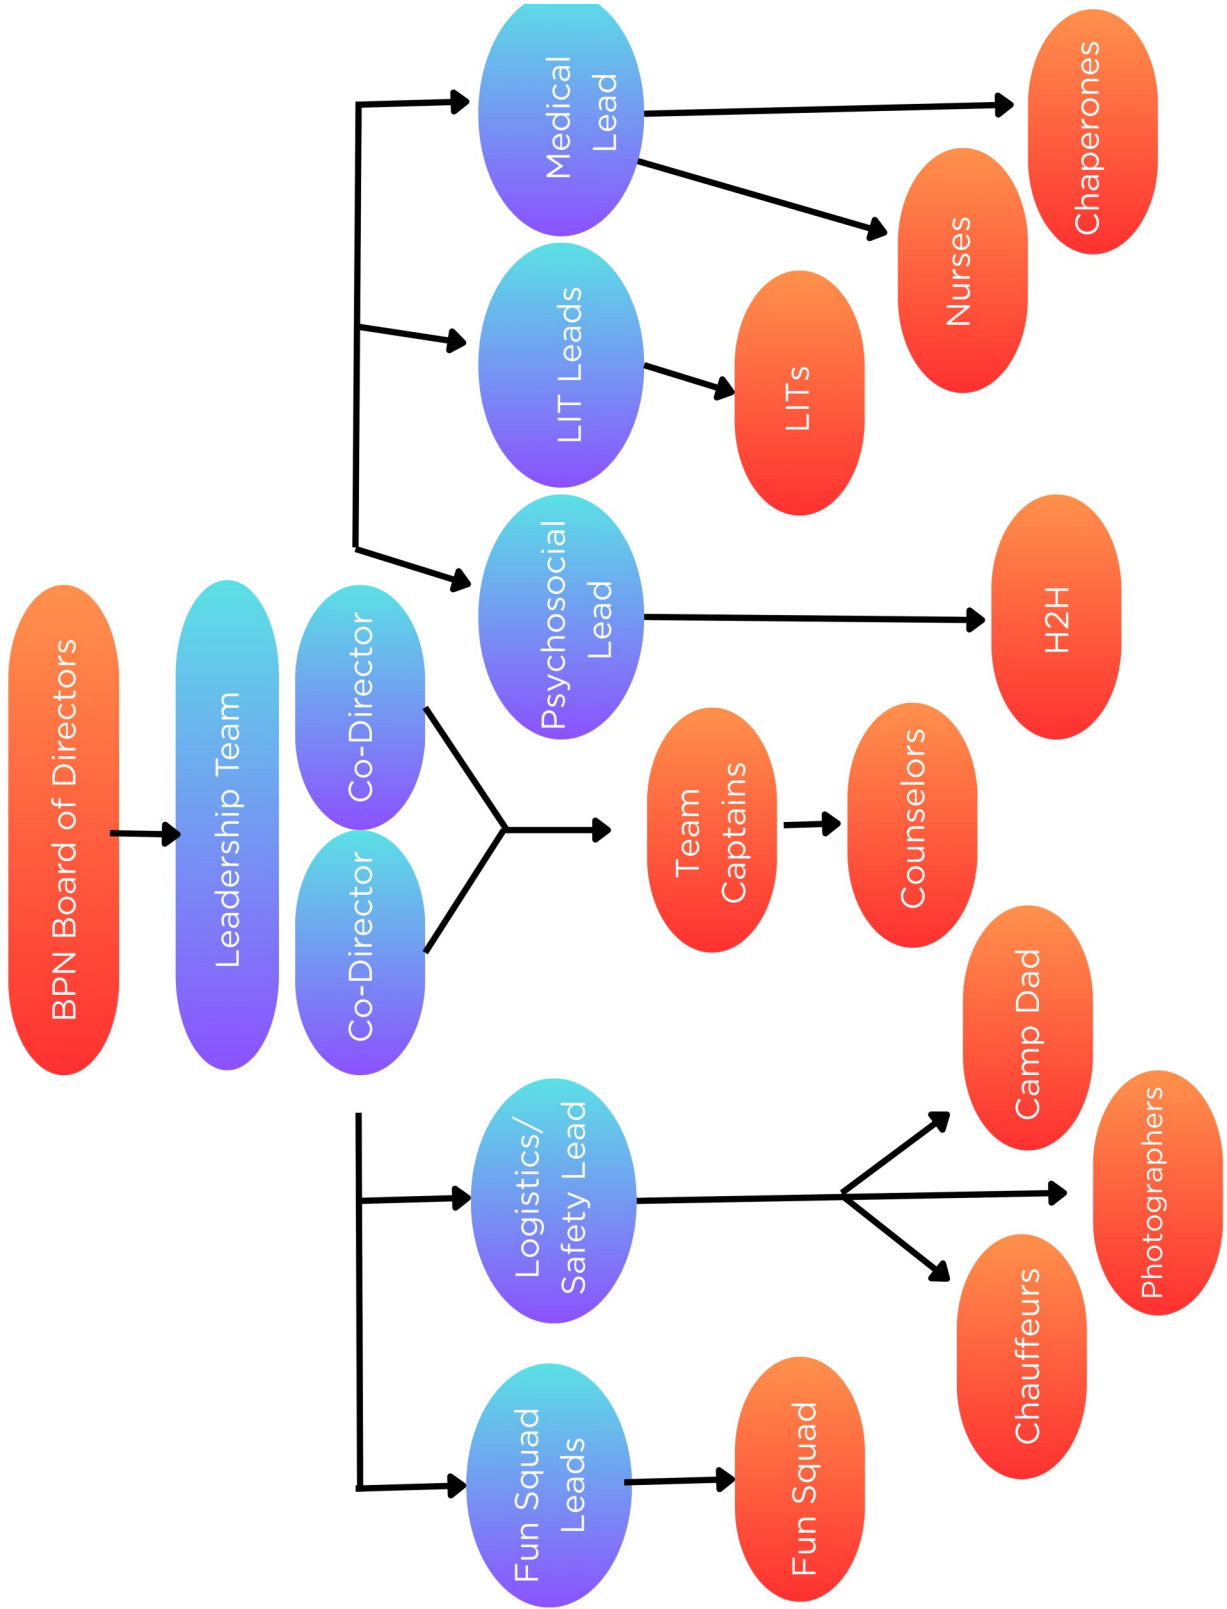 BPN Board of Directors
Leadership Team
Co-Director
Co-Director
Fun Squad
Leads
Logistics/
Safety Lead
Psychosocial
Lead
LIT Leads
Medical
Lead
Team
Captains
Fun Squad
LITs
Counselors
Nurses
Chauffeurs
Camp Dad
H2H
Chaperones
Photographers